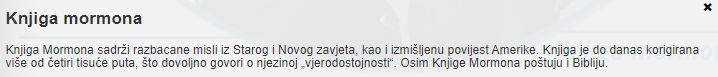 Knjiga mormona
Knjiga Mormona sadrži razbacane misli iz Starog i Novog zavjeta, kao i izmišljenu povijest Amerike. Knjiga je do danas korigirana
više od četiri tisuće puta, što dovoljno govori o njezinoj „vjerodostojnosti“. Osim Knjige Mormona poštuju i Bibliju.